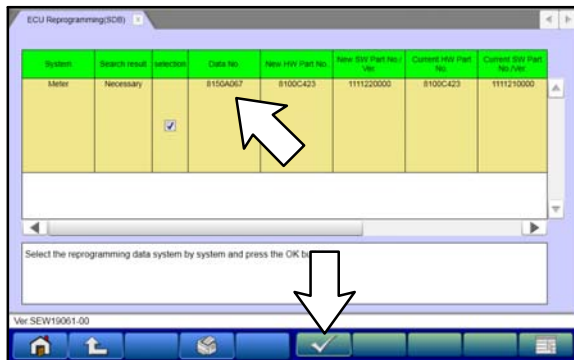 ECU Reprogramming(SDB)
System Search result selection Data No New HW Part No. New SW Part No./Ver. Current HW Part No. Current SW Part No./Ver.
Meter Necessary 8150A067 8100C423 1111220000 8100C423 1111210000
Select the reprogramming data system by system and press the OK
Ver.SEW19061-00